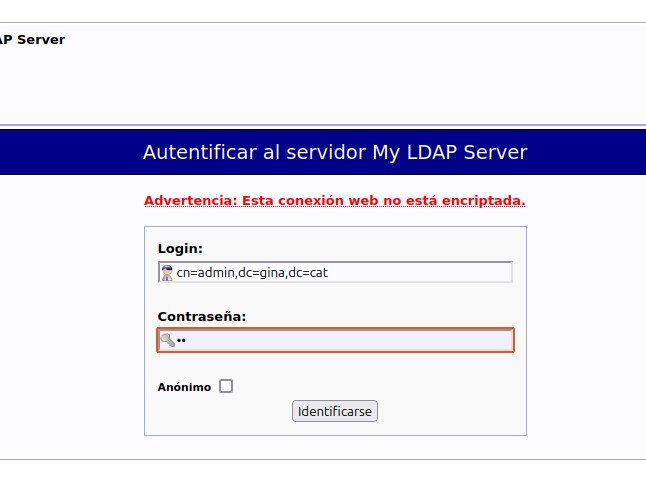 AP Server
Autentificar al servidor My LDAP Server
Advertencia: Esta conexión web no está encriptada.
Login:
cn=admin,dc=gina,dc=cat
Contraseña:
••
Anónimo
Identificarse